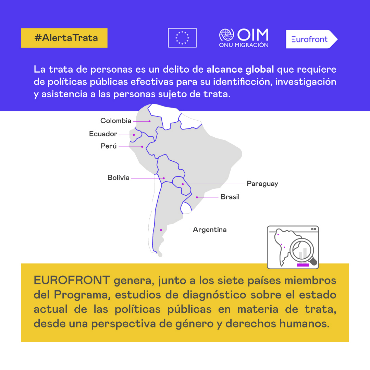 #AlertaTrata
OIM
ONU MIGRACIÓN
Eurofront
La trata de personas es un delito de alcance global que requiere
de políticas públicas efectivas para su identificción, investigación
y asistencia a las personas sujeto de trata.
Colombia
Ecuador
Perú
Bolivia
Paraguay
Brasil
Argentina
EUROFRONT genera, junto a los siete países miembros
del Programa, estudios de diagnóstico sobre el estado
actual de las políticas públicas en materia de trata,
desde una perspectiva de género y derechos humanos.